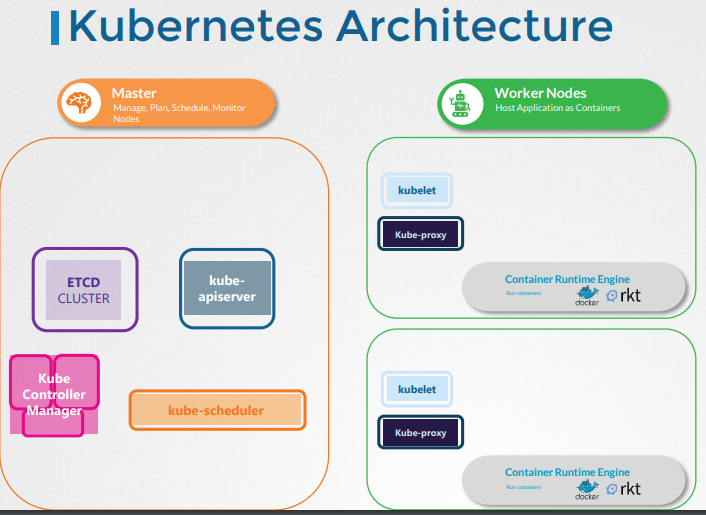 Kubernetes Architecture
Master
Manage, Plan, Schedule, Monitor
Nodes
ETCD
CLUSTER
kube-
apiserver
Kube
Controller
Manager
kube-scheduler
Worker Nodes
Host Application as Containers
kubelet
Kube-proxy
Container Runtime Engine
Run containers
docker
rkt
kubelet
Kube-proxy
Container Runtime Engine
Run containers
docker
rkt